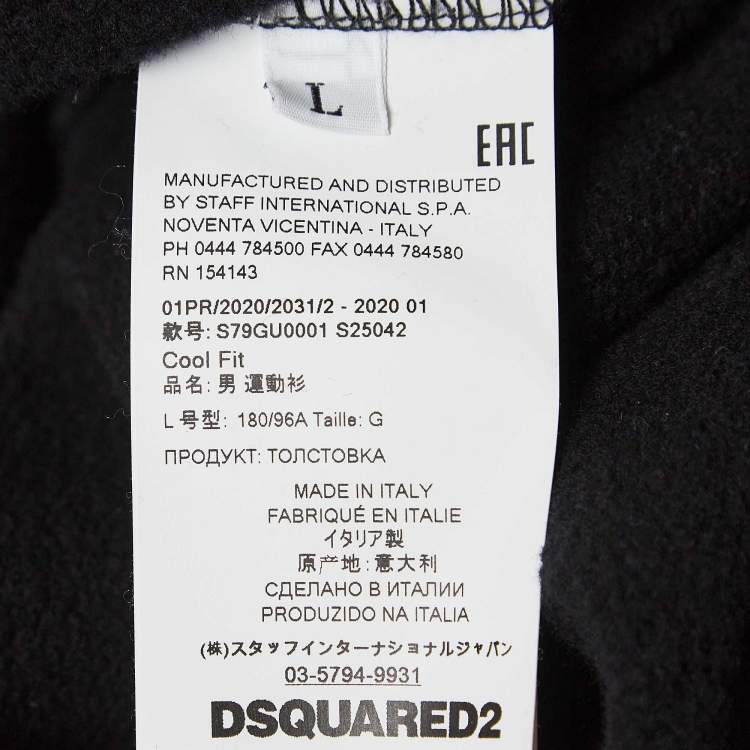 L
EAC
MANUFACTURED AND DISTRIBUTED
BY STAFF INTERNATIONAL S.P.A.
NOVENTA VICENTINA - ITALY
PH 0444 784500 FAX 0444 784580
RN 154143
01PR/2020/2031/2 - 2020 01
款号: S79GU0001 S25042
Cool Fit
品名: 男 運動衫
L 号型: 180/96A Taille: G
ПРОДУКТ: ТОЛСТОВКА
MADE IN ITALY
FABRIQUÉ EN ITALIE
イタリア製
原产地: 意大利
СДЕЛАНО В ИТАЛИИ
PRODUZIDO NA ITALIA
(株)スタッフインターナショナルジャパン
03-5794-9931
DSQUARED2